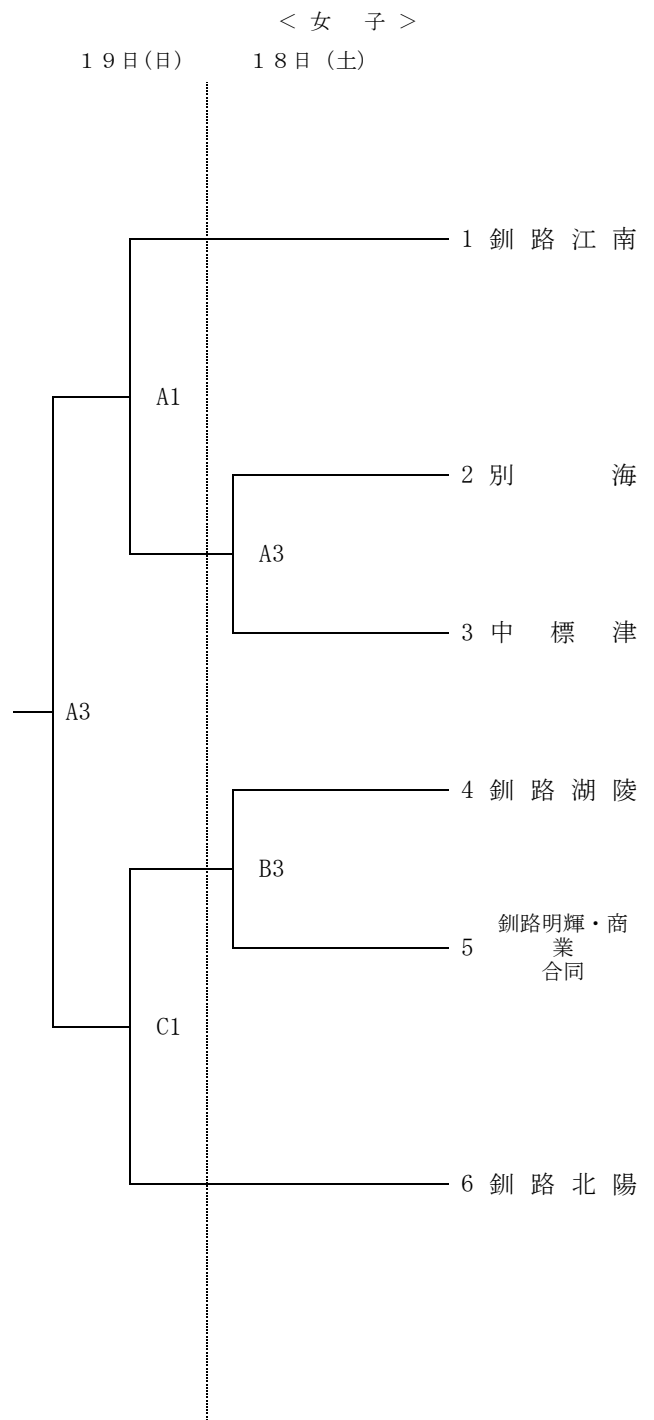 ＜女 子＞
１９日(日) １８日(土)
1 釧路江南
A1
2 別 海
A3
3 中標津
A3
4 釧路湖陵
B3
釧路明輝・商
5 業
合同
C1
6 釧路北陽